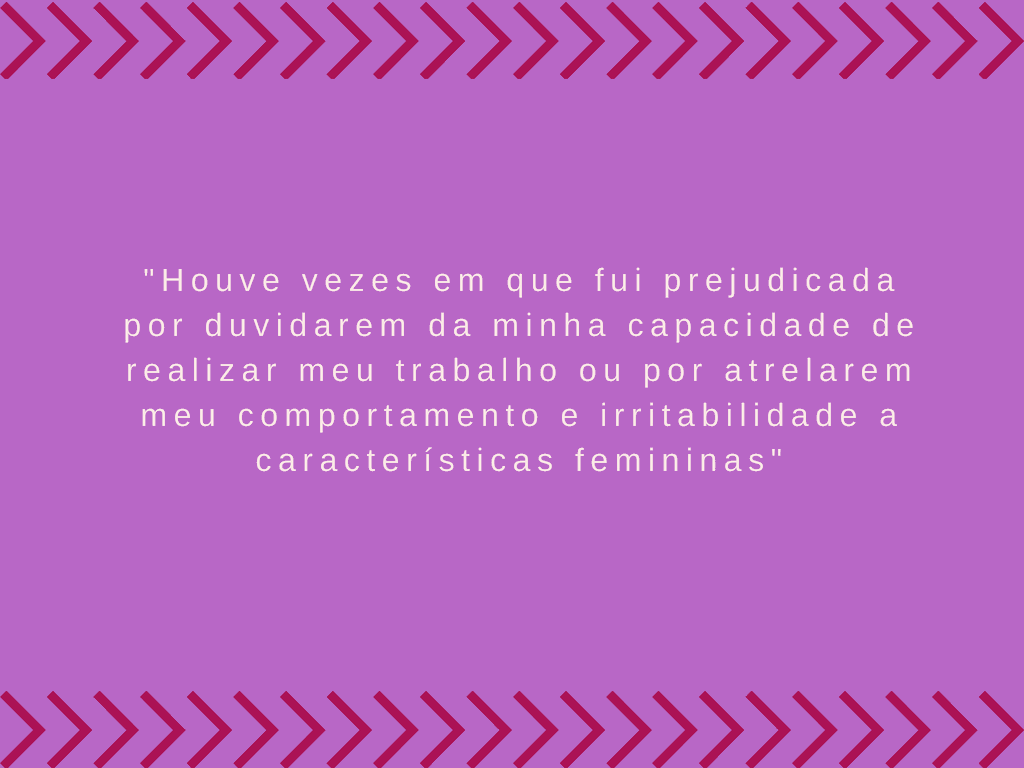 "Houve vezes em que fui prejudicada
por duvidarem da minha capacidade de
realizar meu trabalho ou por atrelarem
meu comportamento e irritabilidade a
características femininas"